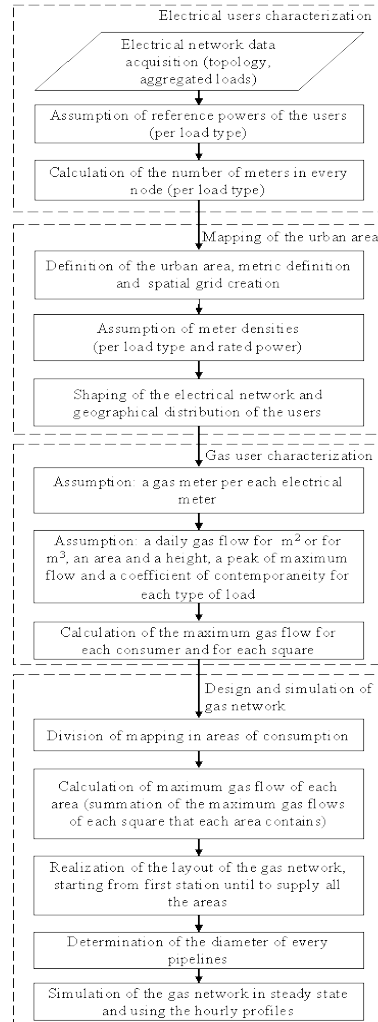 Electrical users characterization
Electrical network data
acquisition (topology,
aggregated loads)
Assumption of reference powers of the users
(per load type)
Calculation of the number of meters in every
node (per load type)
Mapping of the urban area
Definition of the urban area, metric definition
and spatial grid creation
Assumption of meter densities
(per load type and rated power)
Shaping of the electrical network and
geographical distribution of the users
Gas user characterization
Assumption: a gas meter per each electrical
meter
Assumption: a daily gas flow for m² or for
m³, an area and a height, a peak of maximum
flow and a coefficient of contemporaneity for
each type of load
Calculation of the maximum gas flow for
each consumer and for each square
Design and simulation of
gas network
Division of mapping in areas of consumption
Calculation of maximum gas flow of each
area (summation of the maximum gas flows
of each square that each area contains)
Realization of the layout of the gas network,
starting from first station until to supply all
the areas
Determination of the diameter of every
pipelines
Simulation of the gas network in steady state
and using the hourly profiles